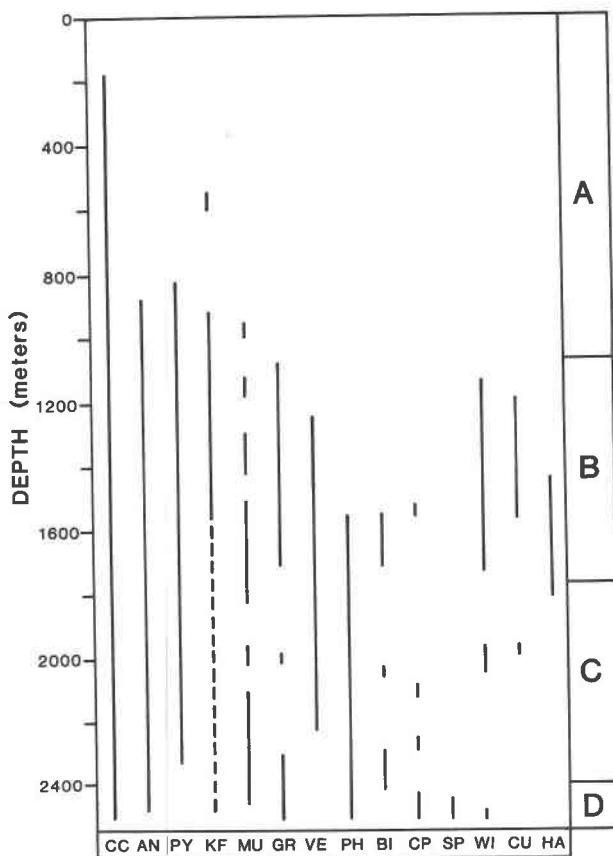 0
400
A
800
DEPTH (meters)
1200
B
1600
2000
C
2400
D
CC AN PY KF MU GR VE PH BI CP SP WI CU HA